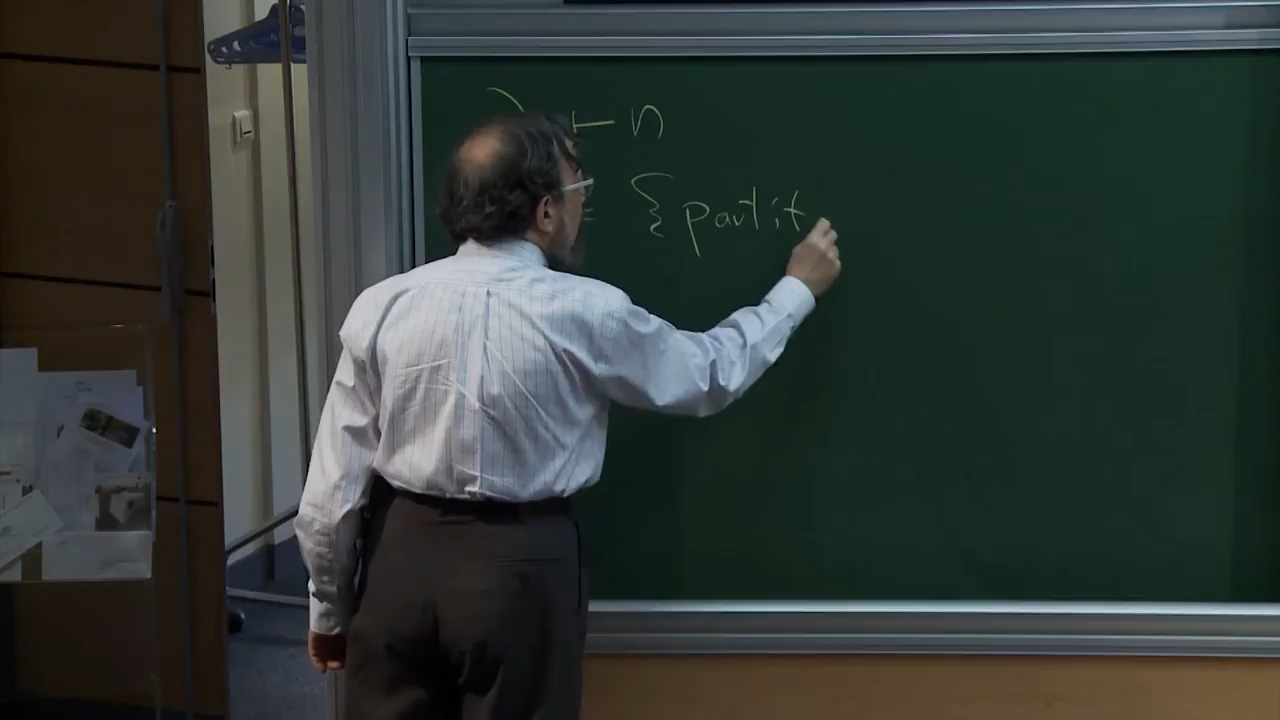 λ ⊢ n
= { partit